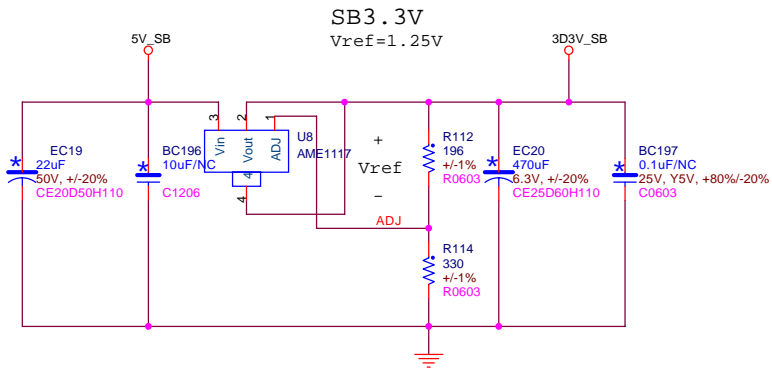 SB3.3V
Vref=1.25V
5V_SB
3D3V_SB
3
2
1
Vin
Vout
ADJ
4
4
U8
AME1117
EC19
22uF
50V, +/-20%
CE20D50H110
BC196
10uF/NC
C1206
+
Vref
-
ADJ
R112
196
+/-1%
R0603
EC20
470uF
6.3V, +/-20%
CE25D60H110
BC197
0.1uF/NC
25V, Y5V, +80%/-20%
C0603
R114
330
+/-1%
R0603